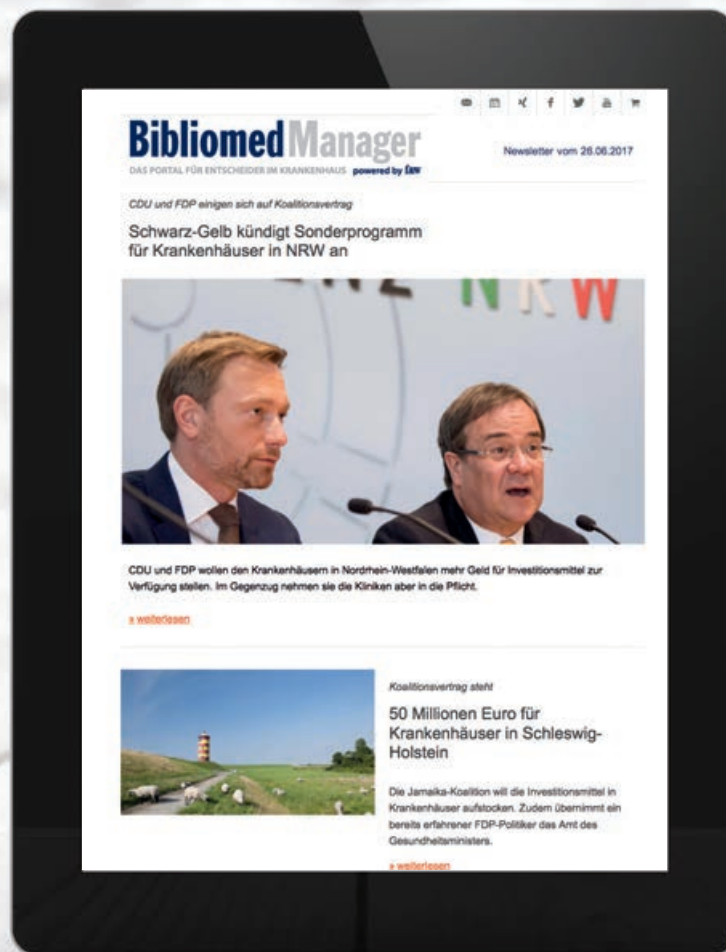 BibliomedManager
DAS PORTAL FÜR ENTSCHEIDER IM KRANKENHAUS powered by f&w
Newsletter vom 26.06.2017
CDU und FDP einigen sich auf Koalitionsvertrag
Schwarz-Gelb kündigt Sonderprogramm
für Krankenhäuser in NRW an
NRW
CDU und FDP wollen den Krankenhäusern in Nordrhein-Westfalen mehr Geld für Investitionsmittel zur
Verfügung stellen. Im Gegenzug nehmen sie die Kliniken aber in die Pflicht.
» weiterlesen
Koalitionsvertrag steht
50 Millionen Euro für
Krankenhäuser in Schleswig-
Holstein
Die Jamaika-Koalition will die Investitionsmittel in
Krankenhäuser aufstocken. Zudem übernimmt ein
bereits erfahrener FDP-Politiker das Amt des
Gesundheitsministers.
» weiterlesen